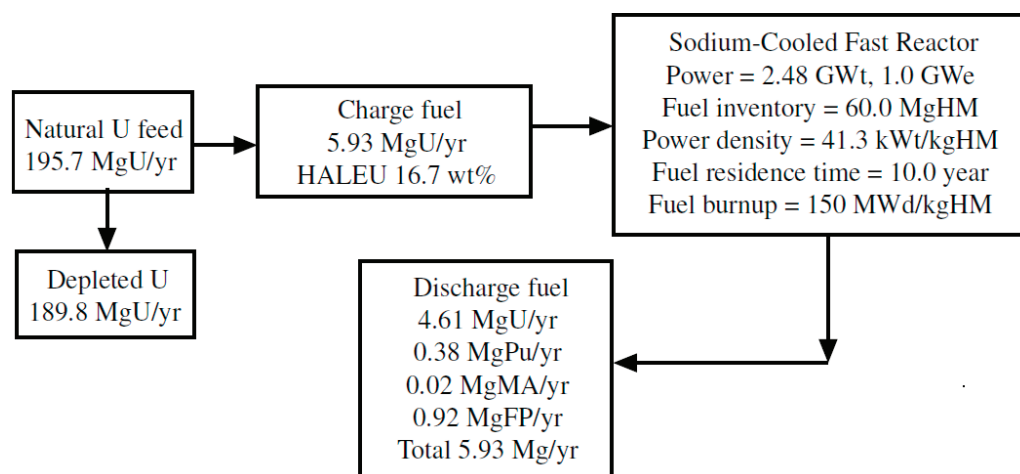 Natural U feed
195.7 MgU/yr
Charge fuel
5.93 MgU/yr
HALEU 16.7 wt%
Sodium-Cooled Fast Reactor
Power = 2.48 GWt, 1.0 GWe
Fuel inventory = 60.0 MgHM
Power density = 41.3 kWt/kgHM
Fuel residence time = 10.0 year
Fuel burnup = 150 MWd/kgHM
Depleted U
189.8 MgU/yr
Discharge fuel
4.61 MgU/yr
0.38 MgPu/yr
0.02 MgMA/yr
0.92 MgFP/yr
Total 5.93 Mg/yr